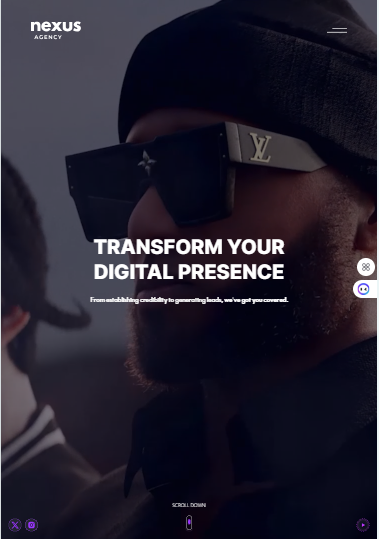 nexus
AGENCY
LV
TRANSFORM YOUR
DIGITAL PRESENCE
From establishing credibility to generating leads, we've got you covered.
SCROLL DOWN